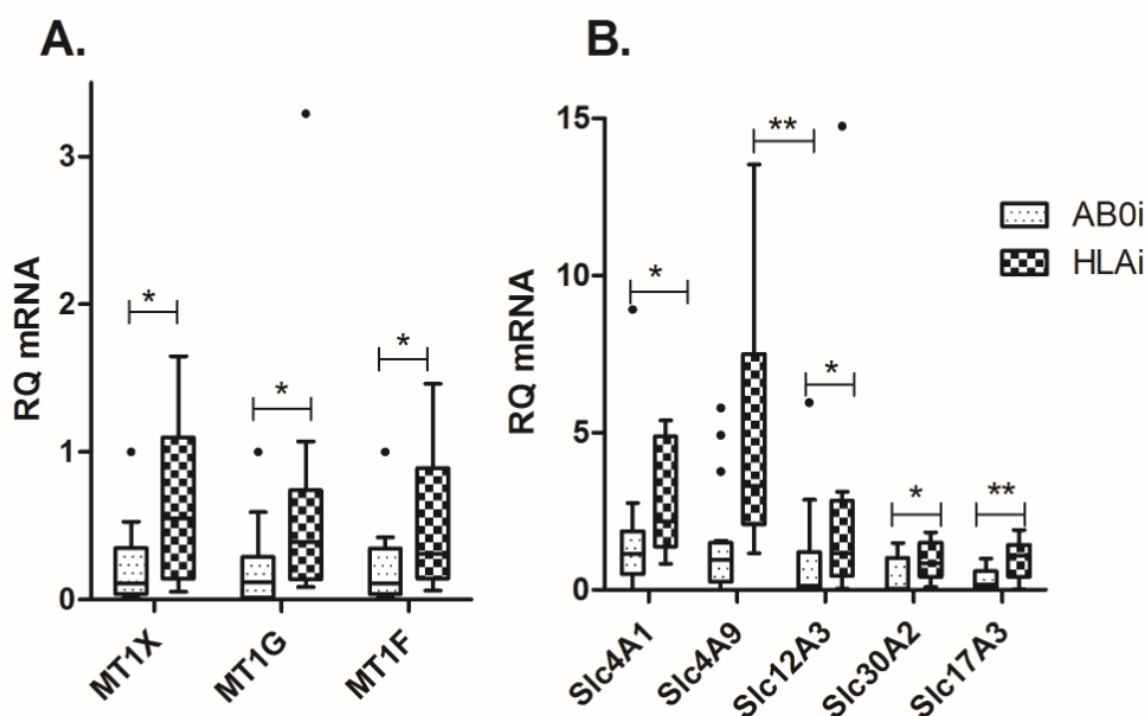 A.
RQ mRNA
3
2
1
0
*
*
*
MT1X
MT1G
MT1F
B.
RQ mRNA
15
10
5
0
*
**
*
*
**
Slc4A1
Slc4A9
Slc12A3
Slc30A2
Slc17A3
AB0i
HLAi